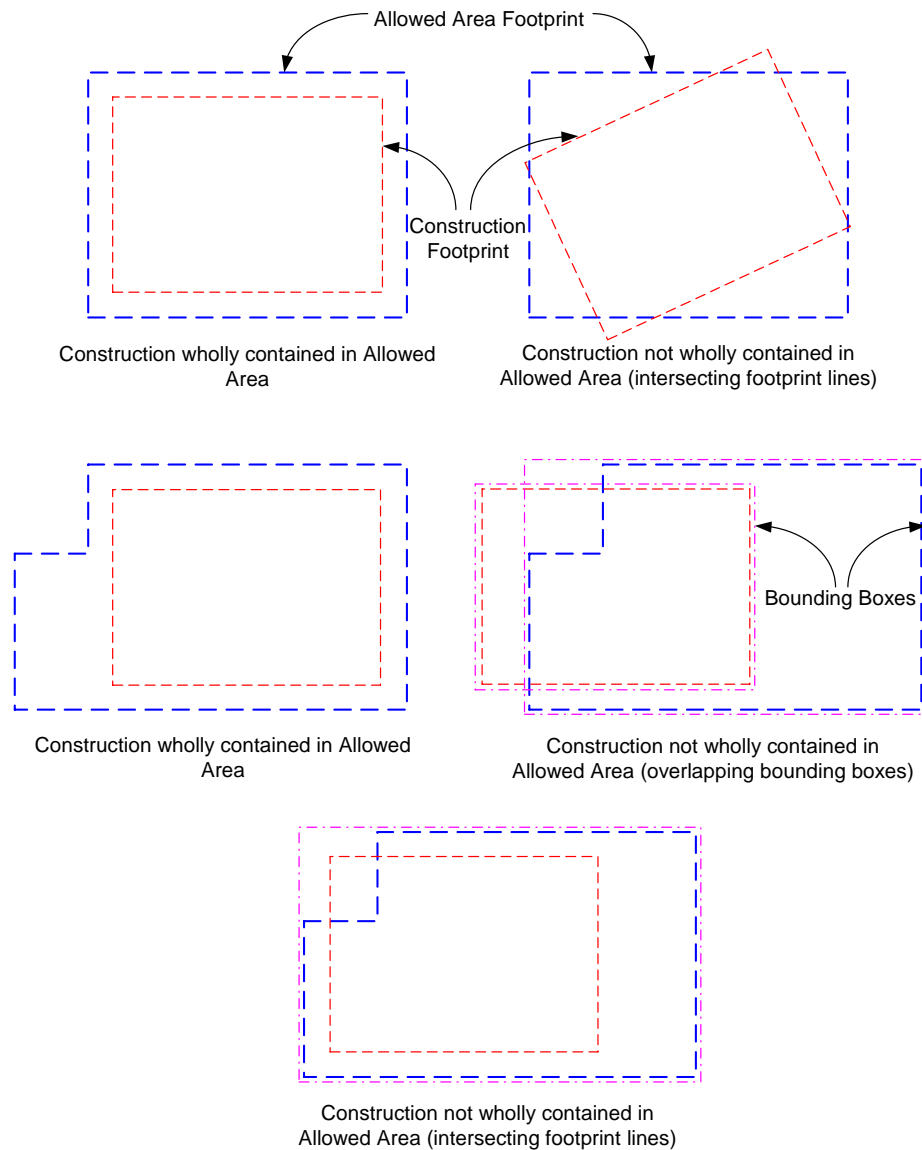 Allowed Area Footprint
Construction
Footprint
Construction wholly contained in Allowed
Area
Construction not wholly contained in
Allowed Area (intersecting footprint lines)
Bounding Boxes
Construction wholly contained in Allowed
Area
Construction not wholly contained in
Allowed Area (overlapping bounding boxes)
Construction not wholly contained in
Allowed Area (intersecting footprint lines)